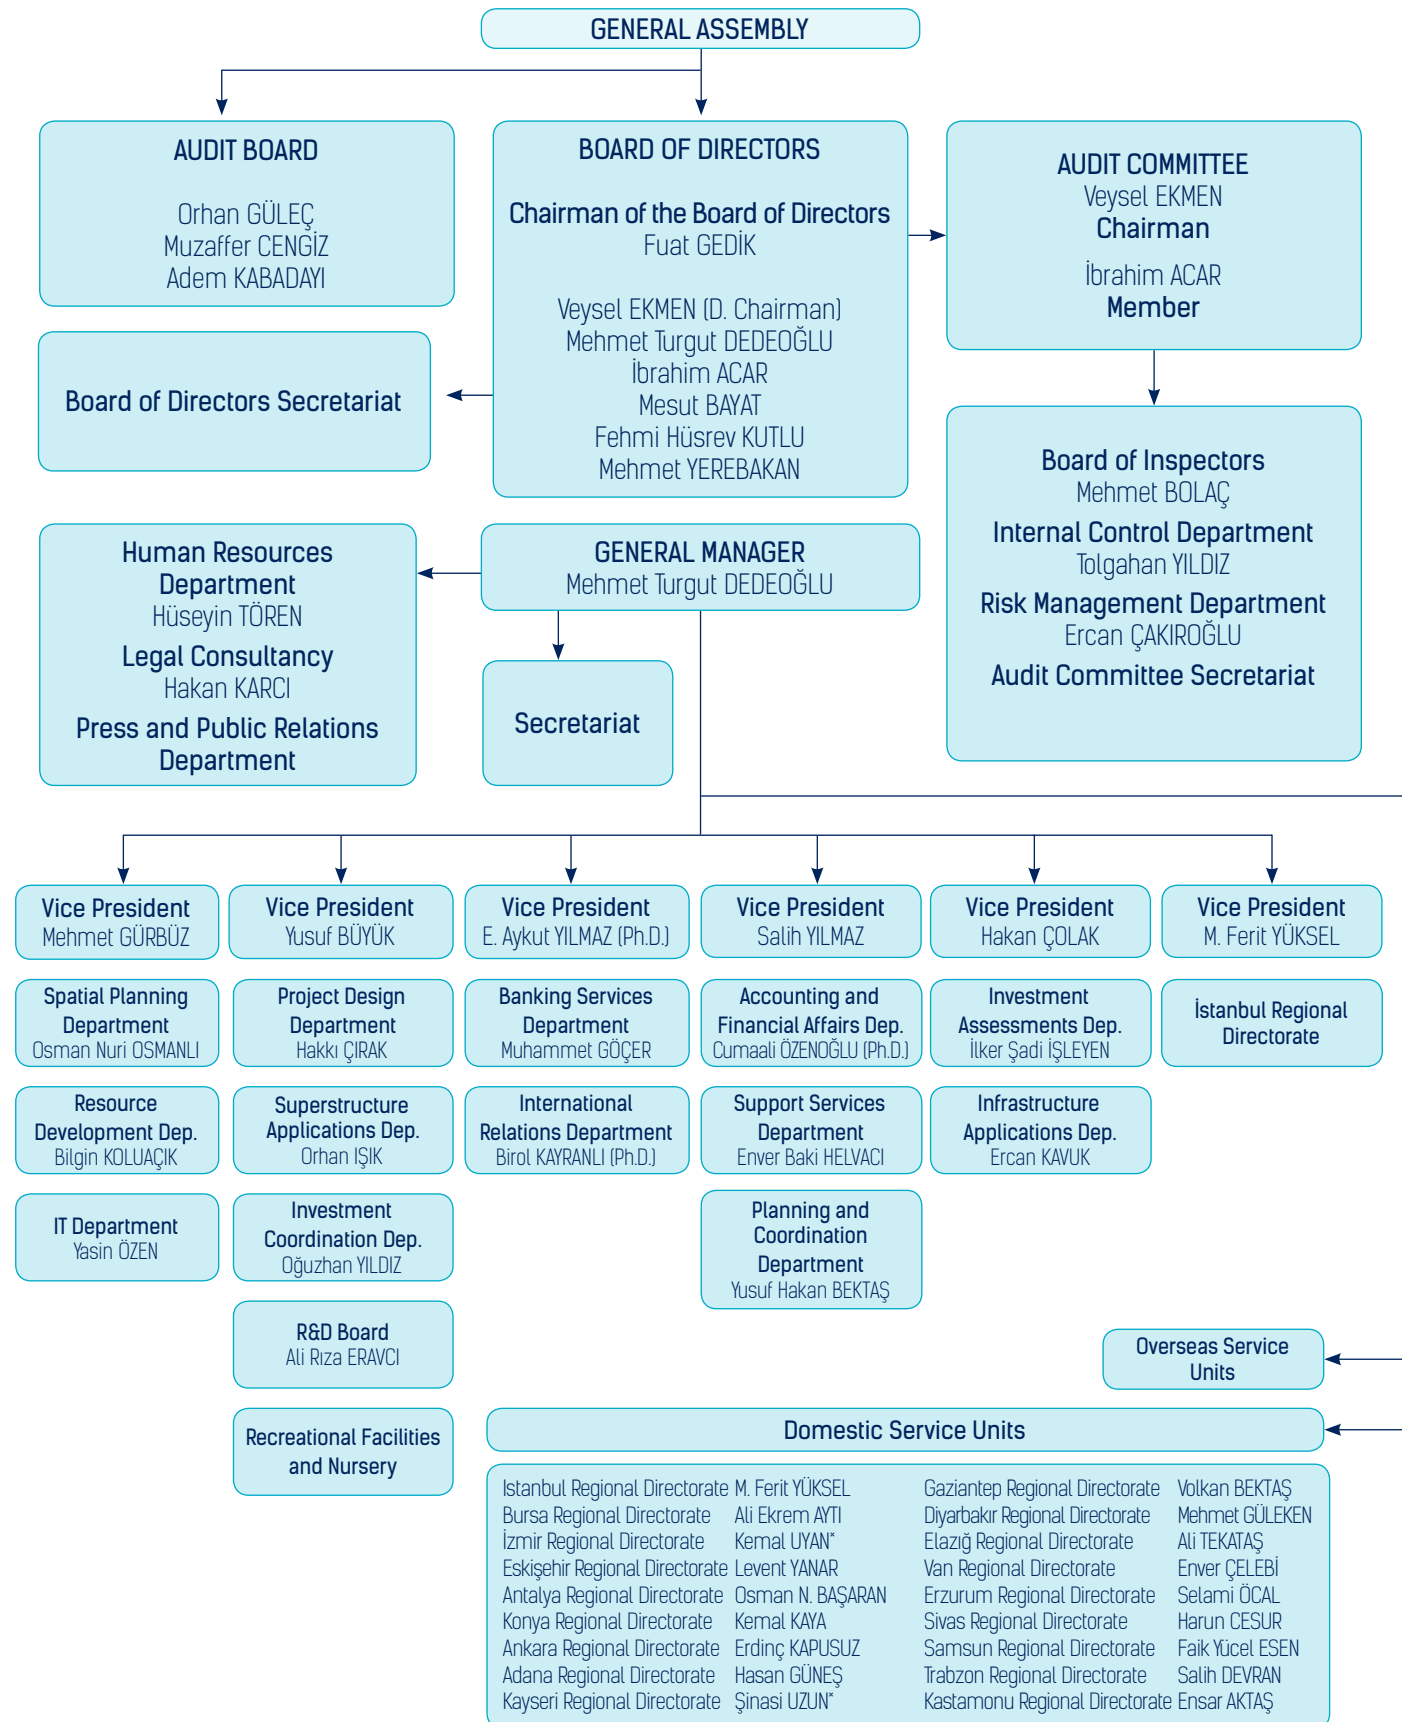 GENERAL ASSEMBLY
AUDIT BOARD
Orhan GÜLEÇ
Muzaffer CENGİZ
Adem KABADAYI
BOARD OF DIRECTORS
Chairman of the Board of Directors
Fuat GEDİK
Veysel EKMEN (D. Chairman)
Mehmet Turgut DEDEOĞLU
İbrahim ACAR
Mesut BAYAT
Fehmi Hüsrev KUTLU
Mehmet YEREBAKAN
AUDIT COMMITTEE
Veysel EKMEN
Chairman
İbrahim ACAR
Member
Board of Directors Secretariat
Board of Inspectors
Mehmet BOLAÇ
Internal Control Department
Tolgahan YILDIZ
Risk Management Department
Ercan ÇAKIROĞLU
Audit Committee Secretariat
Human Resources
Department
Hüseyin TÖREN
Legal Consultancy
Hakan KARCI
Press and Public Relations
Department
GENERAL MANAGER
Mehmet Turgut DEDEOĞLU
Secretariat
Vice President
Mehmet GÜRBÜZ
Spatial Planning
Department
Osman Nuri OSMANLI
Resource
Development Dep.
Bilgin KOLUAÇIK
IT Department
Yasin ÖZEN
Vice President
Yusuf BÜYÜK
Project Design
Department
Hakkı ÇIRAK
Superstructure
Applications Dep.
Orhan IŞIK
Investment
Coordination Dep.
Oğuzhan YILDIZ
R&D Board
Ali Rıza ERAVCI
Recreational Facilities
and Nursery
Vice President
E. Aykut YILMAZ (Ph.D.)
Banking Services
Department
Muhammet GÖÇER
International
Relations Department
Birol KAYRANLI (Ph.D.)
Vice President
Salih YILMAZ
Accounting and
Financial Affairs Dep.
Cumaali ÖZENOĞLU (Ph.D.)
Support Services
Department
Enver Baki HELVACI
Planning and
Coordination
Department
Yusuf Hakan BEKTAŞ
Vice President
Hakan ÇOLAK
Investment
Assessments Dep.
İlker Şadi İŞLEYEN
Infrastructure
Applications Dep.
Ercan KAVUK
Vice President
M. Ferit YÜKSEL
İstanbul Regional
Directorate
Overseas Service
Units
Domestic Service Units
Istanbul Regional Directorate M. Ferit YÜKSEL
Bursa Regional Directorate Ali Ekrem AYTI
İzmir Regional Directorate Kemal UYAN*
Eskişehir Regional Directorate Levent YANAR
Antalya Regional Directorate Osman N. BAŞARAN
Konya Regional Directorate Kemal KAYA
Ankara Regional Directorate Erdinç KAPUSUZ
Adana Regional Directorate Hasan GÜNEŞ
Kayseri Regional Directorate Şinasi UZUN*
Gaziantep Regional Directorate Volkan BEKTAŞ
Diyarbakır Regional Directorate Mehmet GÜLEKEN
Elazığ Regional Directorate Ali TEKATAŞ
Van Regional Directorate Enver ÇELEBİ
Erzurum Regional Directorate Selami ÖCAL
Sivas Regional Directorate Harun CESUR
Samsun Regional Directorate Faik Yücel ESEN
Trabzon Regional Directorate Salih DEVRAN
Kastamonu Regional Directorate Ensar AKTAŞ